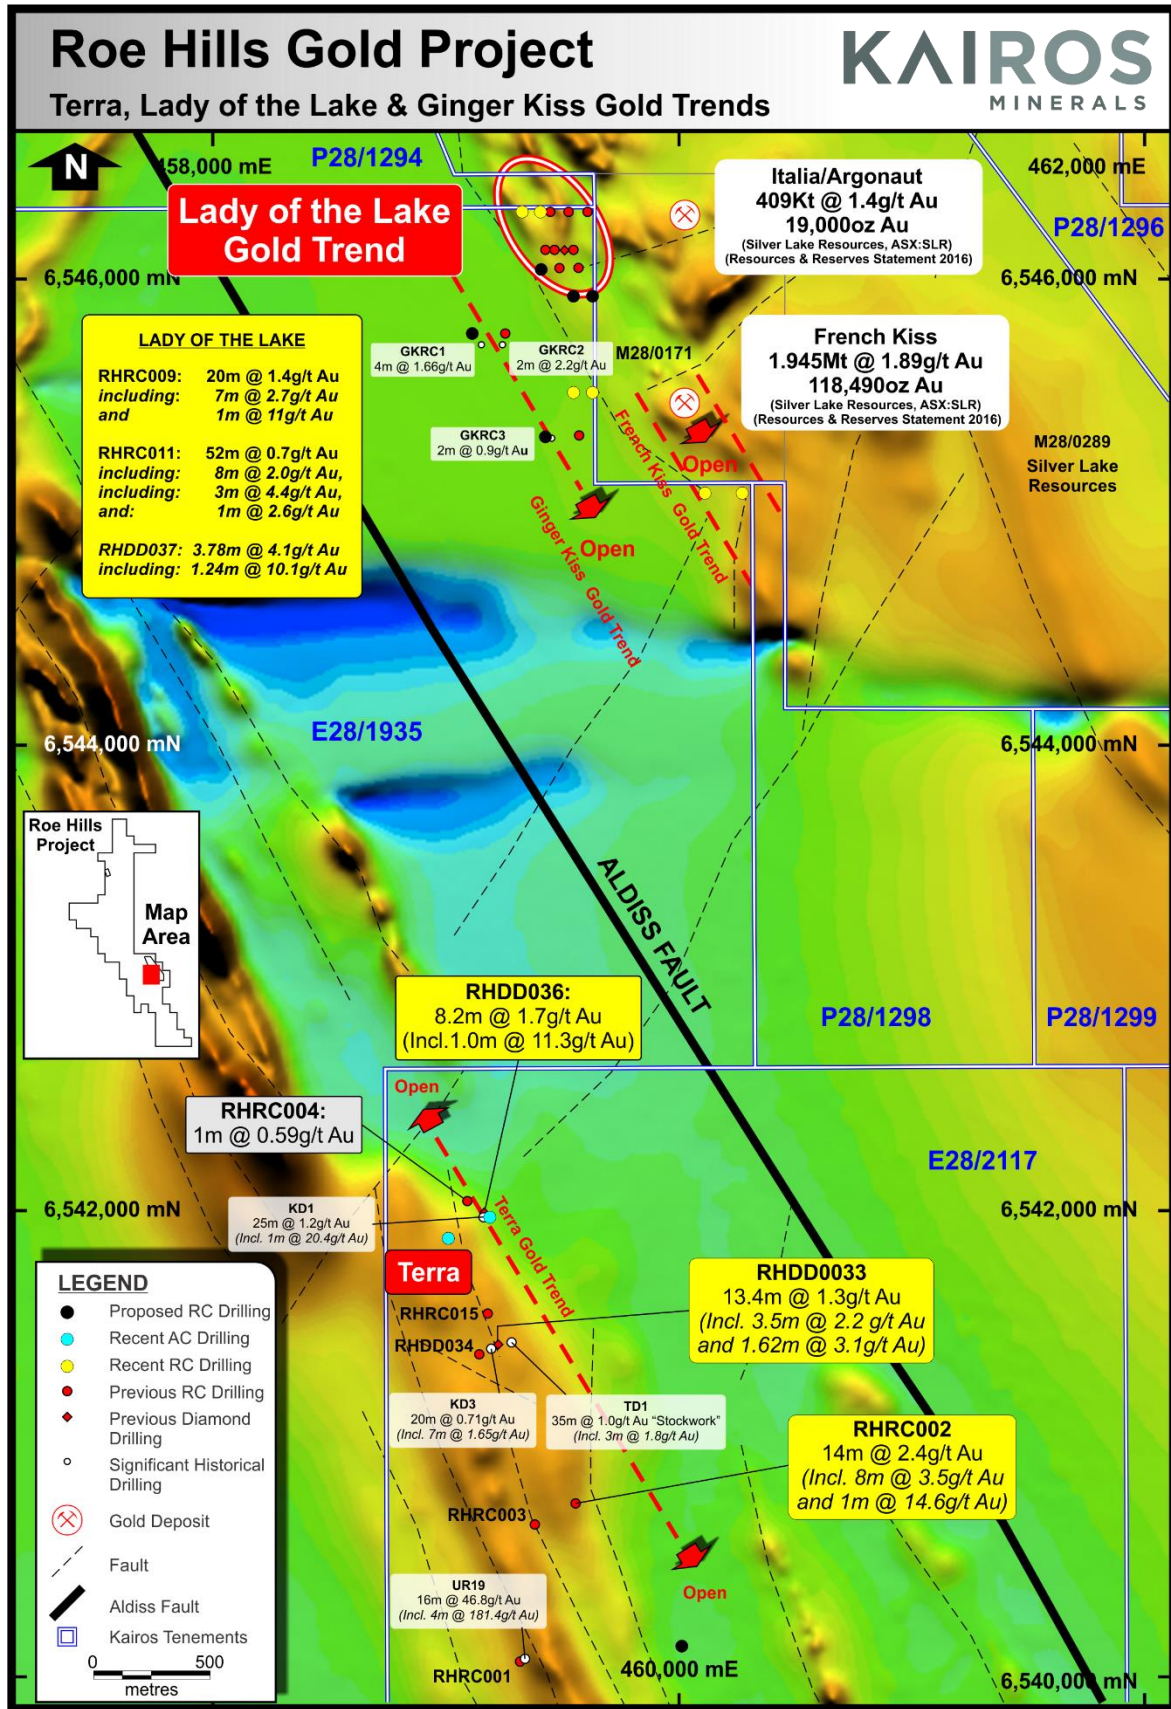 Roe Hills Gold Project
Terra, Lady of the Lake & Ginger Kiss Gold Trends
KAIROS
MINERALS
N
458,000 mE
P28/1294
462,000 mE
P28/1296
Lady of the Lake
Gold Trend
Italia/Argonaut
409Kt @ 1.4g/t Au
19,000oz Au
(Silver Lake Resources, ASX:SLR)
(Resources & Reserves Statement 2016)
6,546,000 mN
6,546,000 mN
LADY OF THE LAKE
RHRC009: 20m @ 1.4g/t Au
including: 7m @ 2.7g/t Au
and 1m @ 11g/t Au
RHRC011: 52m @ 0.7g/t Au
including: 8m @ 2.0g/t Au,
including: 3m @ 4.4g/t Au,
and: 1m @ 2.6g/t Au
RHDD037: 3.78m @ 4.1g/t Au
including: 1.24m @ 10.1g/t Au
GKRC1
4m @ 1.66g/t Au
GKRC2
2m @ 2.2g/t Au
M28/0171
French Kiss
1.945Mt @ 1.89g/t Au
118,490oz Au
(Silver Lake Resources, ASX:SLR)
(Resources & Reserves Statement 2016)
GKRC3
2m @ 0.9g/t Au
M28/0289
Silver Lake
Resources
Open
French Kiss Gold Trend
Open
Ginger Kiss Gold Trend
E28/1935
6,544,000 mN
6,544,000 mN
Roe Hills
Project
Map
Area
ALDISS FAULT
RHDD036:
8.2m @ 1.7g/t Au
(Incl.1.0m @ 11.3g/t Au)
P28/1298
P28/1299
Open
RHRC004:
1m @ 0.59g/t Au
E28/2117
6,542,000 mN
6,542,000 mN
KD1
25m @ 1.2g/t Au
(Incl. 1m @ 20.4g/t Au)
Terra Gold Trend
Terra
RHDD0033
13.4m @ 1.3g/t Au
(Incl. 3.5m @ 2.2 g/t Au
and 1.62m @ 3.1g/t Au)
RHRC015
RHDD034
KD3
20m @ 0.71g/t Au
(Incl. 7m @ 1.65g/t Au)
TD1
35m @ 1.0g/t Au “Stockwork”
(Incl. 3m @ 1.8g/t Au)
RHRC002
14m @ 2.4g/t Au
(Incl. 8m @ 3.5g/t Au
and 1m @ 14.6g/t Au)
RHRC003
Open
UR19
16m @ 46.8g/t Au
(Incl. 4m @ 181.4g/t Au)
RHRC001
460,000 mE
6,540,000 mN
LEGEND
Proposed RC Drilling
Recent AC Drilling
Recent RC Drilling
Previous RC Drilling
Previous Diamond
Drilling
Significant Historical
Drilling
Gold Deposit
Fault
Aldiss Fault
Kairos Tenements
0 500
metres